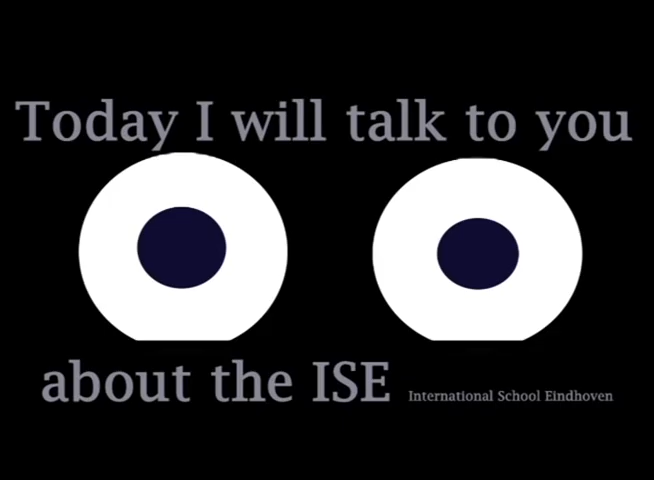 Today I will talk to you
about the ISE International School Eindhoven